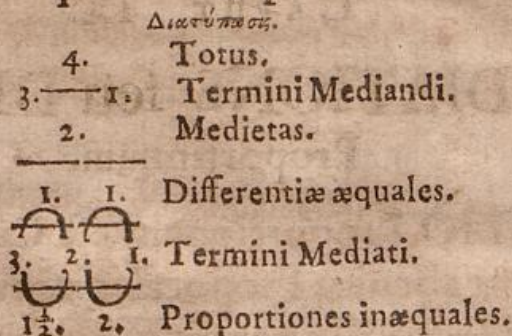 Διατύπωσις.
4. Totus.
3. 1. Termini Mediandi.
2. Medietas.
1. 1. Differentiæ æquales.
3. 2. 1. Termini Mediati.
1½. 2. Proportiones inæquales.